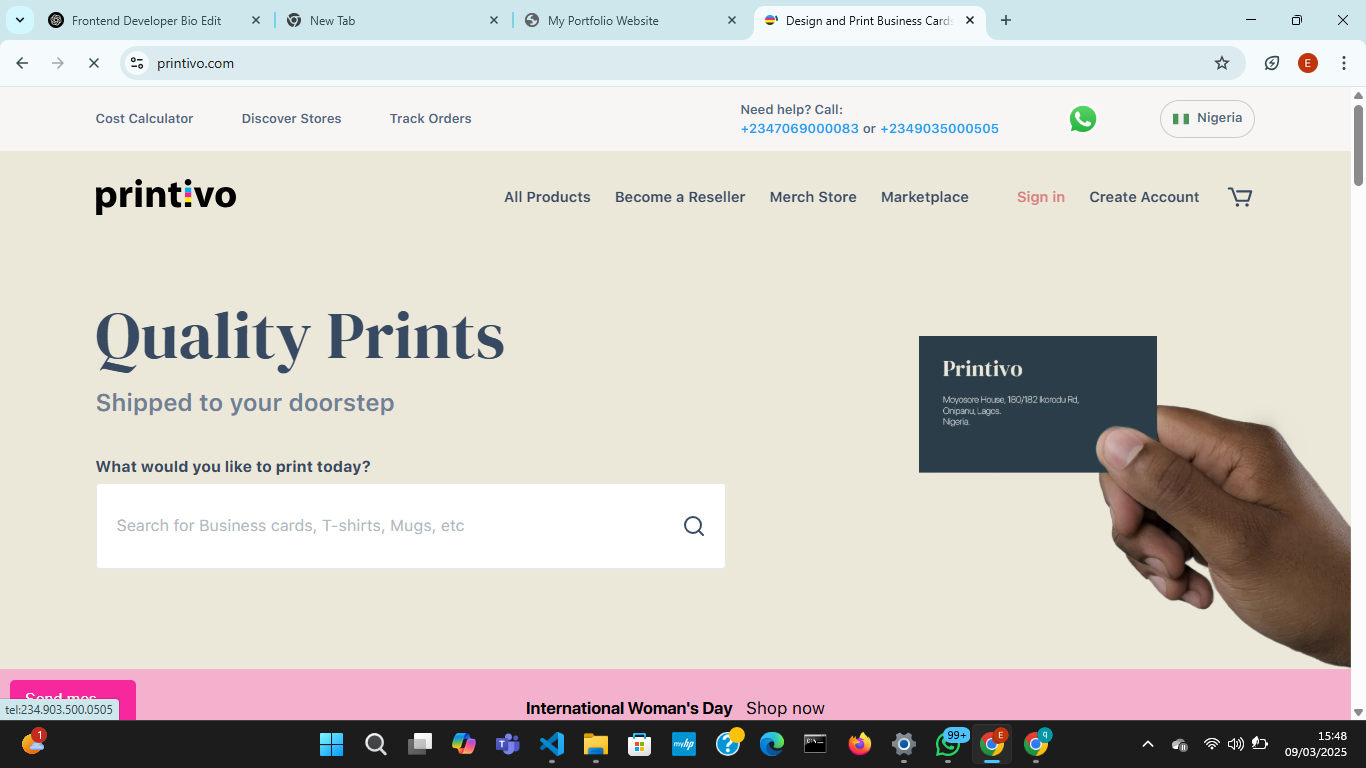 Frontend Developer Bio Edit
New Tab
My Portfolio Website
Design and Print Business Cards
printivo.com
E
Cost Calculator
Discover Stores
Track Orders
Need help? Call:
+2347069000083 or +2349035000505
Nigeria
printivo
All Products
Become a Reseller
Merch Store
Marketplace
Sign in
Create Account
Quality Prints
Shipped to your doorstep
What would you like to print today?
Search for Business cards, T-shirts, Mugs, etc
Printivo
Moyosore House, 180/182 Ikorodu Rd,
Onipanu, Lagos.
Nigeria.
tel:234.903.500.0505
International Woman's Day Shop now
1
myhp
99+
E
q
15:48
09/03/2025